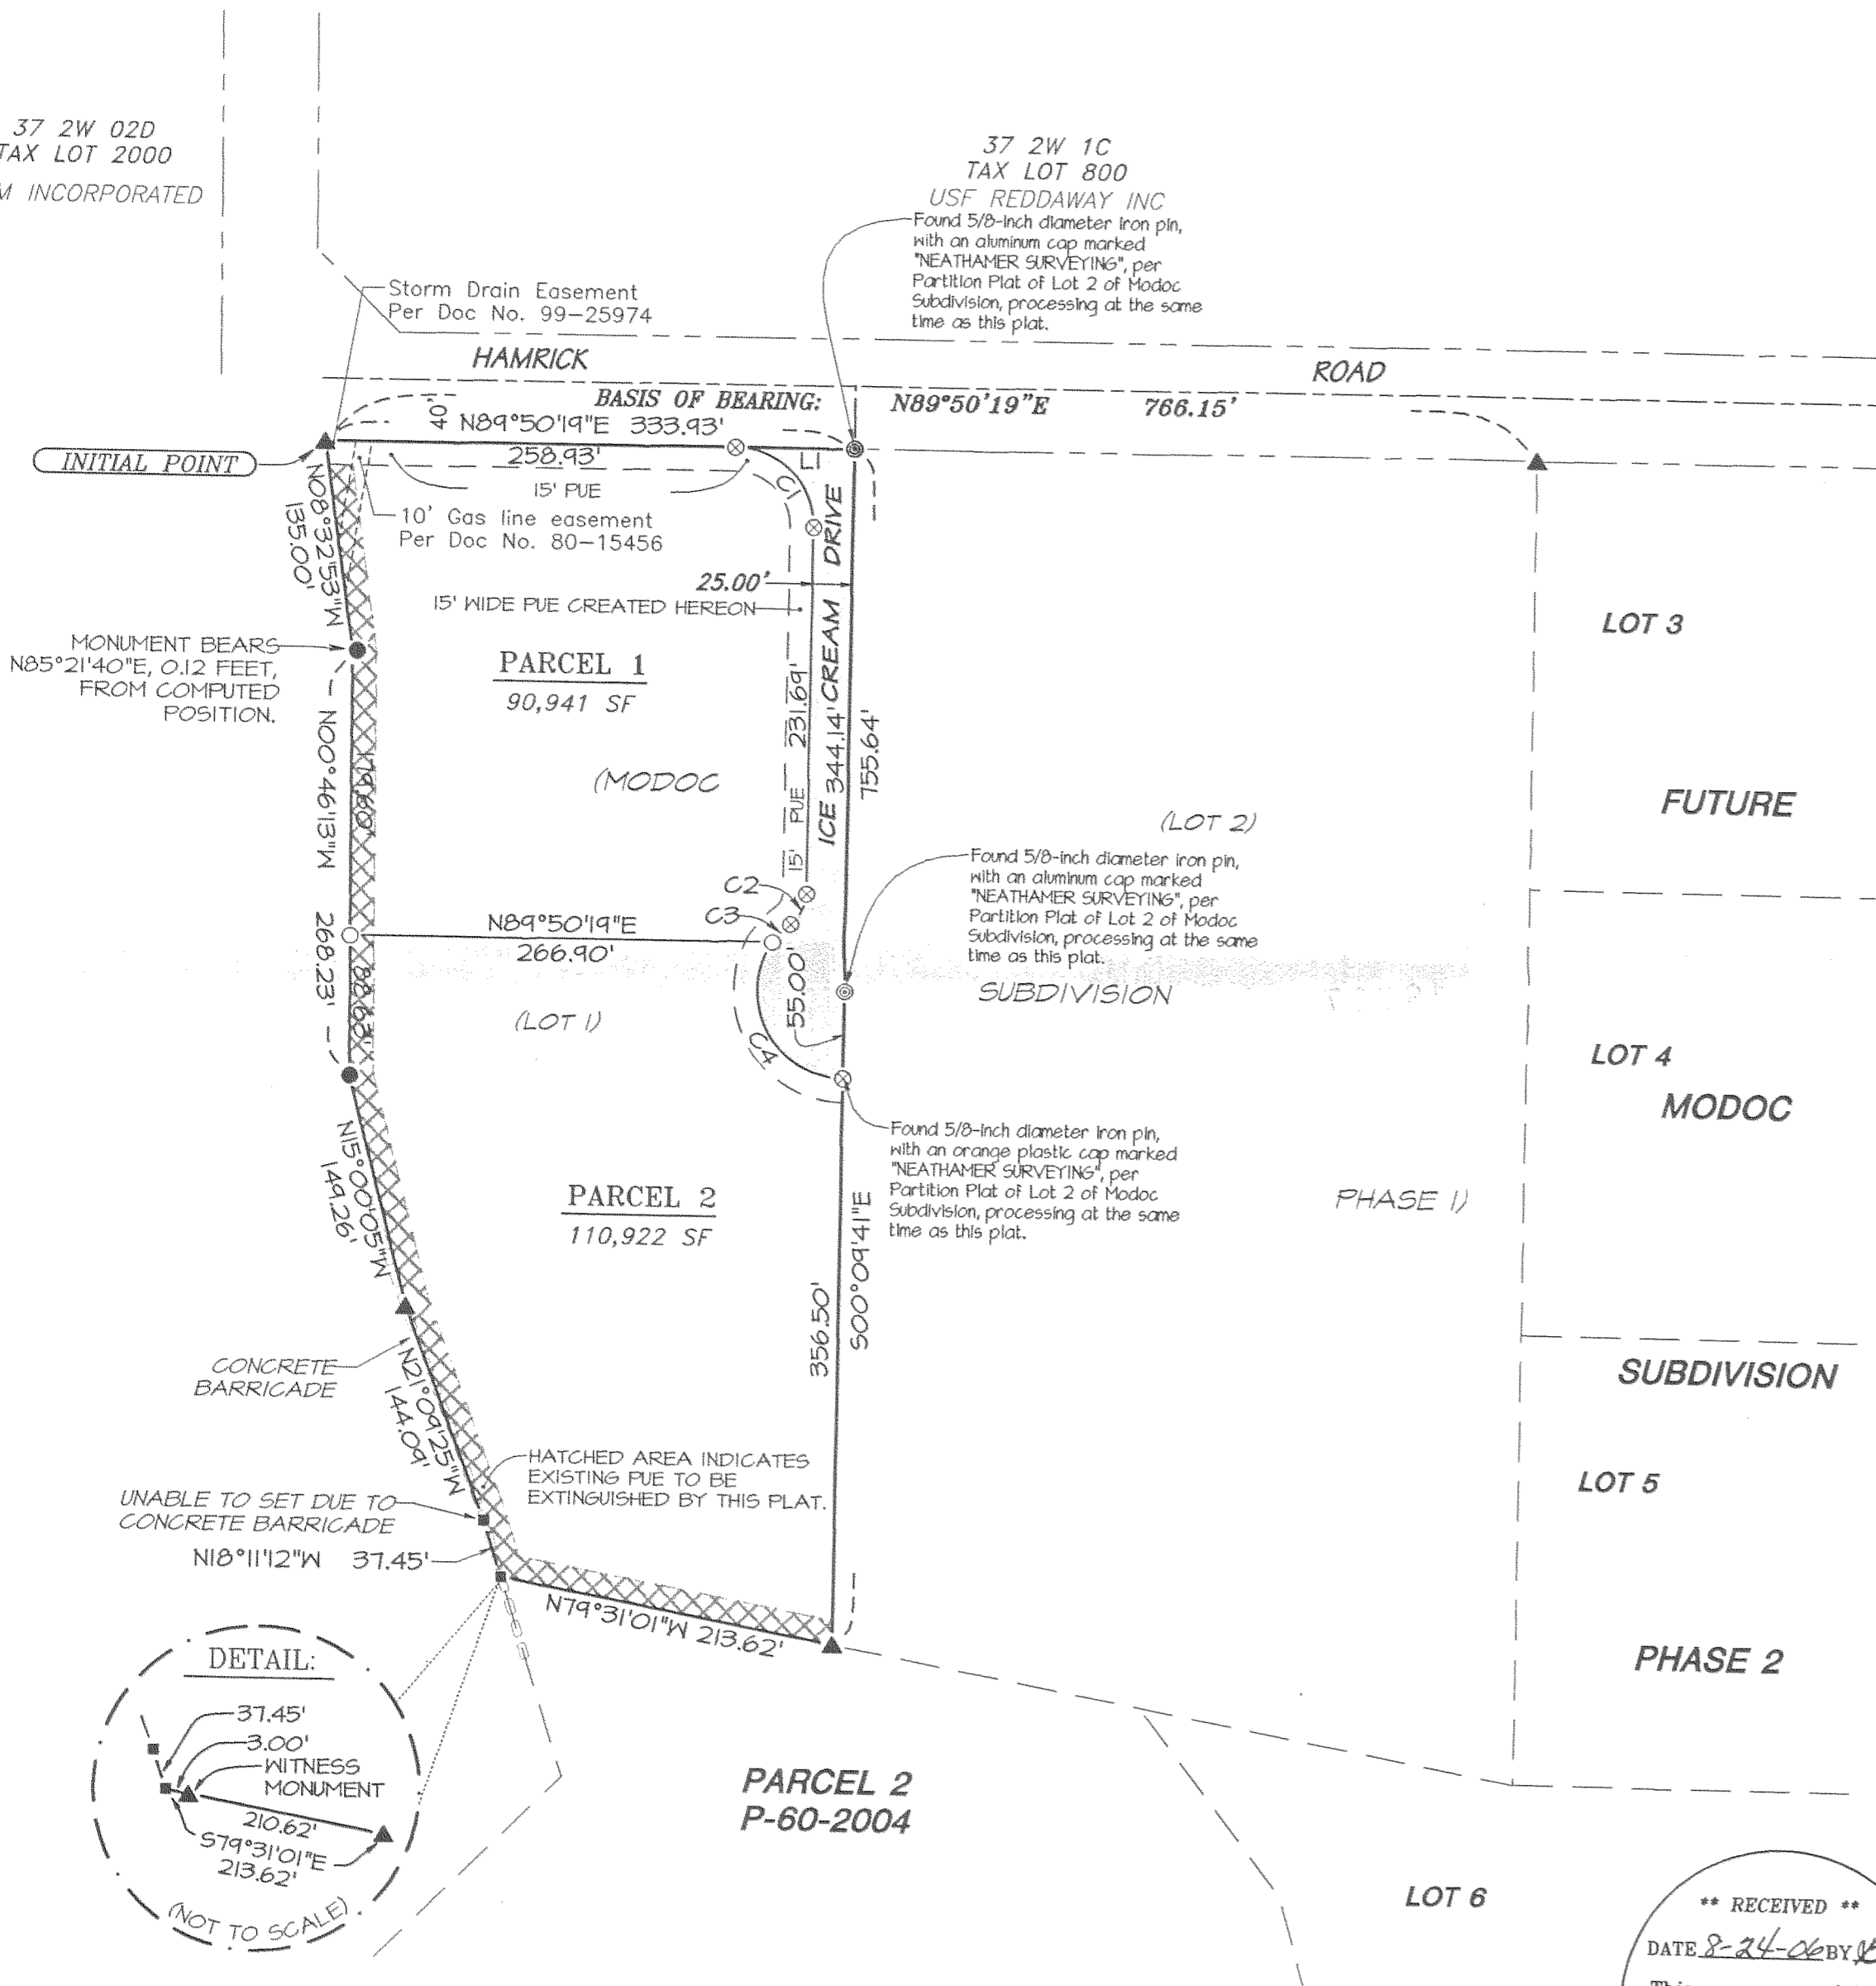 37 2W 02D
TAX LOT 2000
M INCORPORATED
37 2W 1C
TAX LOT 800
USF REDDAWAY INC
Found 5/8-inch diameter iron pin,
with an aluminum cap marked
"NEATHAMER SURVEYING", per
Partition Plat of Lot 2 of Modoc
Subdivision, processing at the same
time as this plat.
Storm Drain Easement
Per Doc No. 99-25974
HAMRICK
ROAD
BASIS OF BEARING: N89°50'19"E 766.15'
40'
N89°50'19"E 333.93'
INITIAL POINT
258.93'
L1
15' PUE
C1
10' Gas line easement
Per Doc No. 80-15456
N08°32'53"W
135.00'
25.00'
15' WIDE PUE CREATED HEREON
ICE CREAM DRIVE
344.14'
LOT 3
MONUMENT BEARS
N85°21'40"E, 0.12 FEET,
FROM COMPUTED
POSITION.
PARCEL 1
90,941 SF
231.69'
15' PUE
755.64'
N00°46'13"W 268.23'
179.60'
(MODOC
FUTURE
(LOT 2)
Found 5/8-inch diameter iron pin,
with an aluminum cap marked
"NEATHAMER SURVEYING", per
Partition Plat of Lot 2 of Modoc
Subdivision, processing at the same
time as this plat.
C2
C3
N89°50'19"E
266.90'
88.63'
55.00'
SUBDIVISION
(LOT 1)
C4
LOT 4
MODOC
Found 5/8-inch diameter iron pin,
with an orange plastic cap marked
"NEATHAMER SURVEYING", per
Partition Plat of Lot 2 of Modoc
Subdivision, processing at the same
time as this plat.
N15°00'05"W
149.26'
PARCEL 2
110,922 SF
PHASE 1)
356.50'
S00°09'41"E
CONCRETE
BARRICADE
N21°09'25"W
144.09'
SUBDIVISION
HATCHED AREA INDICATES
EXISTING PUE TO BE
EXTINGUISHED BY THIS PLAT.
LOT 5
UNABLE TO SET DUE TO
CONCRETE BARRICADE
N18°11'12"W 37.45'
N79°31'01"W 213.62'
PHASE 2
DETAIL:
37.45'
3.00'
WITNESS
MONUMENT
210.62'
S79°31'01"E
213.62'
(NOT TO SCALE)
PARCEL 2
P-60-2004
LOT 6
** RECEIVED **
DATE 8-24-06 BY